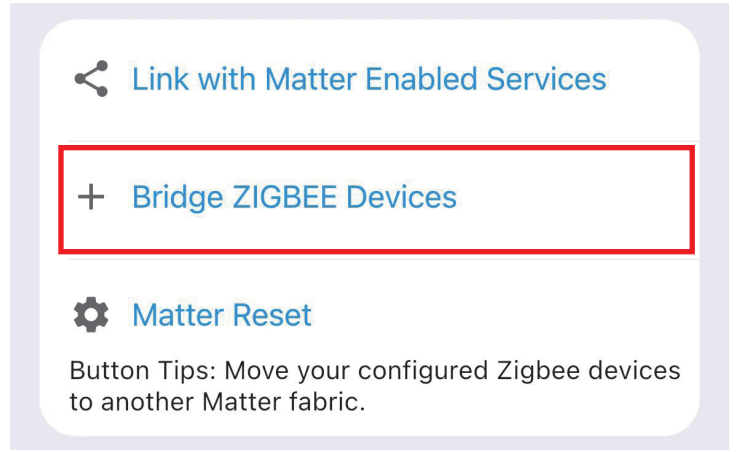 Link with Matter Enabled Services
Bridge ZIGBEE Devices
Matter Reset
Button Tips: Move your configured Zigbee devices
to another Matter fabric.